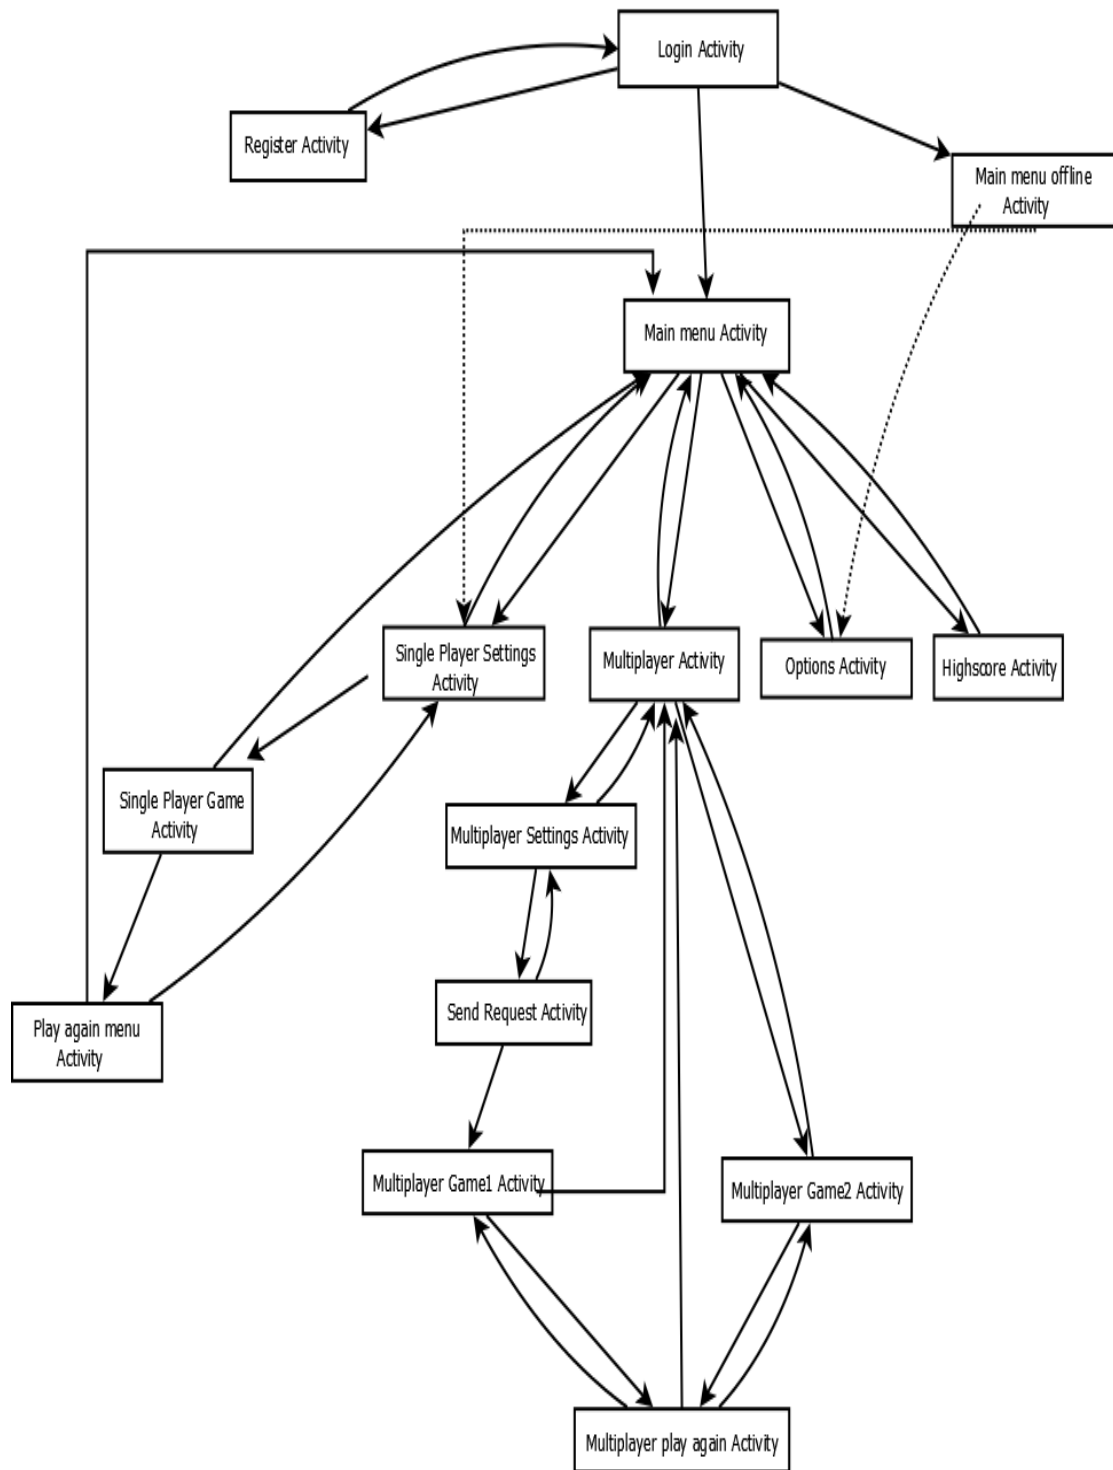 Login Activity
Register Activity
Main menu offline
Activity
Main menu Activity
Single Player Settings
Activity
Multiplayer Activity
Options Activity
Highscore Activity
Single Player Game
Activity
Multiplayer Settings Activity
Send Request Activity
Play again menu
Activity
Multiplayer Game1 Activity
Multiplayer Game2 Activity
Multiplayer play again Activity